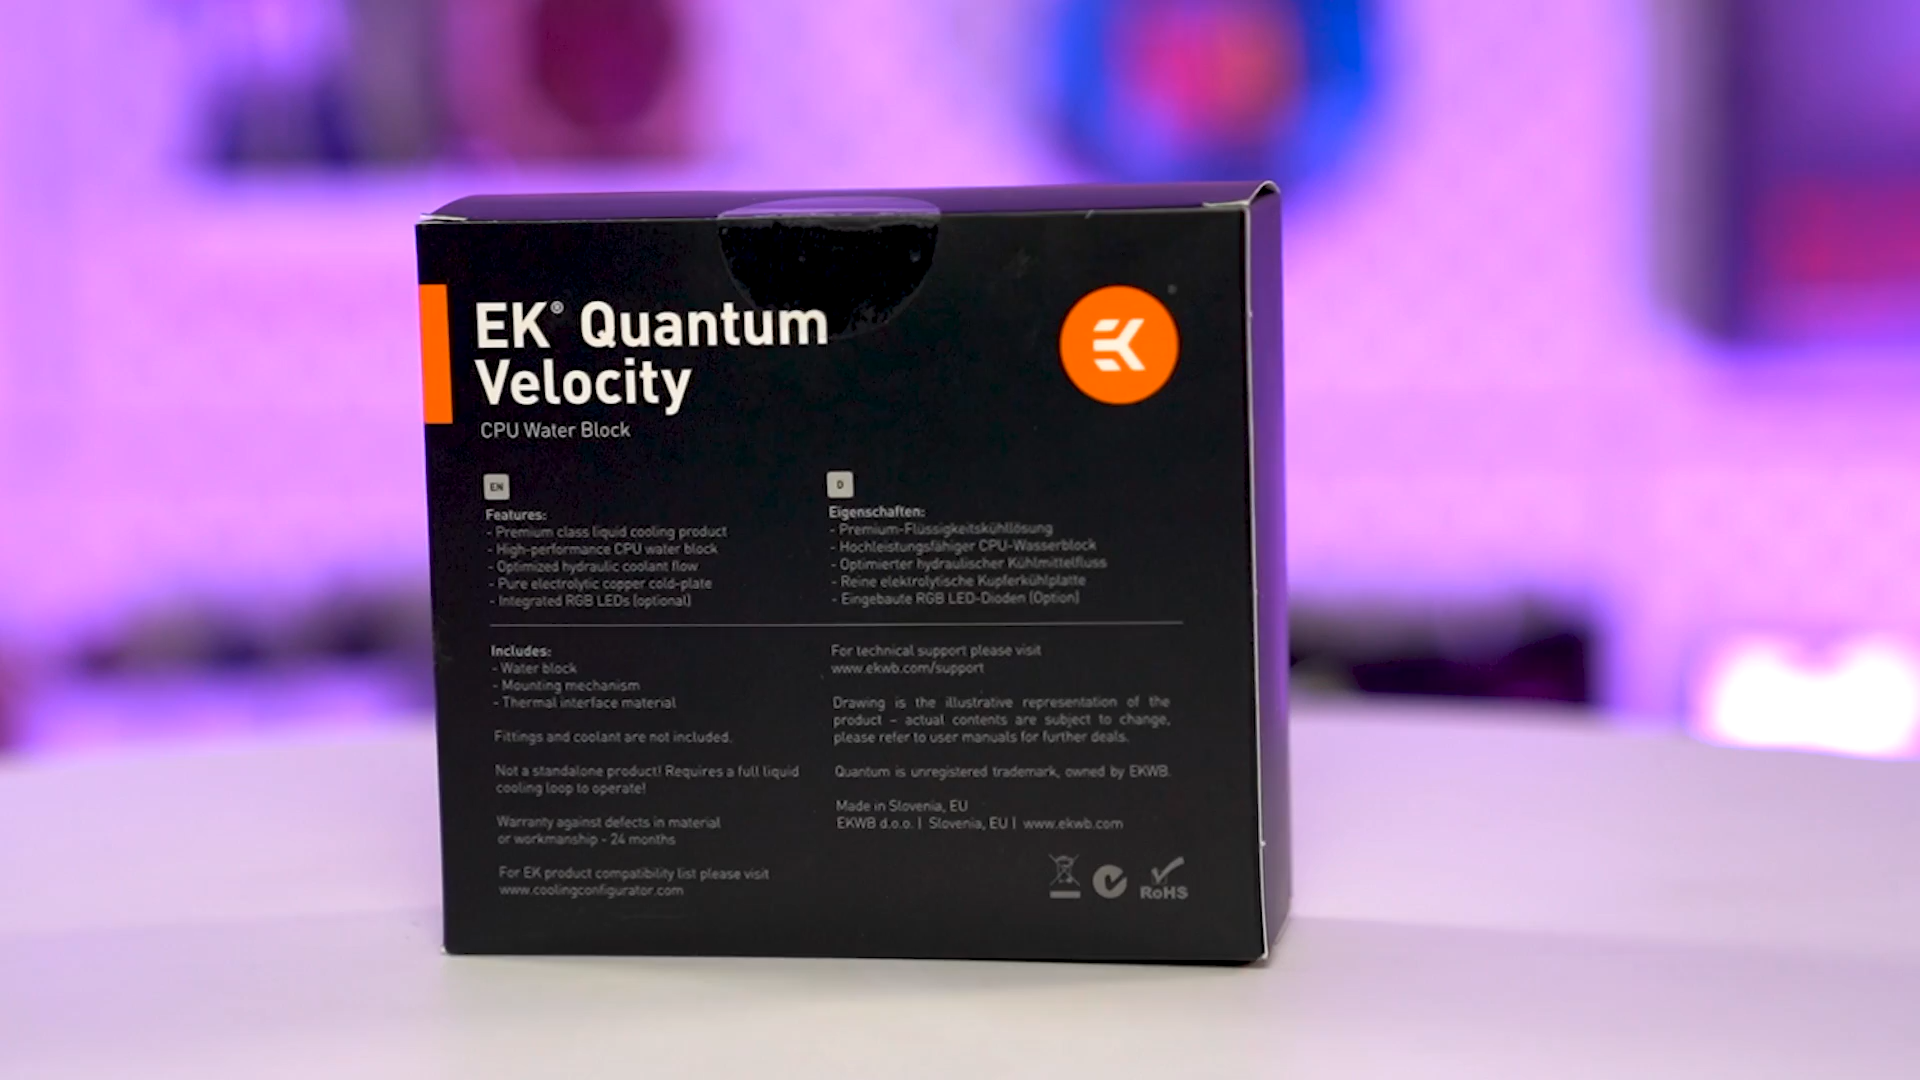 EK® Quantum
Velocity
CPU Water Block
EN
Features:
- Premium class liquid cooling product
- High-performance CPU water block
- Optimized hydraulic coolant flow
- Pure electrolytic copper cold-plate
- Integrated RGB LEDs (optional)
D
Eigenschaften:
- Premium-Flüssigkeitskühllösung
- Hochleistungsfähiger CPU-Wasserblock
- Optimierter hydraulischer Kühlmittelfluss
- Reine elektrolytische Kupferkühlplatte
- Eingebaute RGB LED-Dioden (Option)
Includes:
- Water block
- Mounting mechanism
- Thermal interface material
Fittings and coolant are not included.
Not a standalone product! Requires a full liquid
cooling loop to operate!
Warranty against defects in material
or workmanship - 24 months
For EK product compatibility list please visit
www.coolingconfigurator.com
For technical support please visit
www.ekwb.com/support
Drawing is the illustrative representation of the
product – actual contents are subject to change,
please refer to user manuals for further deals.
Quantum is unregistered trademark, owned by EKWB.
Made in Slovenia, EU
EKWB d.o.o. | Slovenia, EU | www.ekwb.com
RoHS